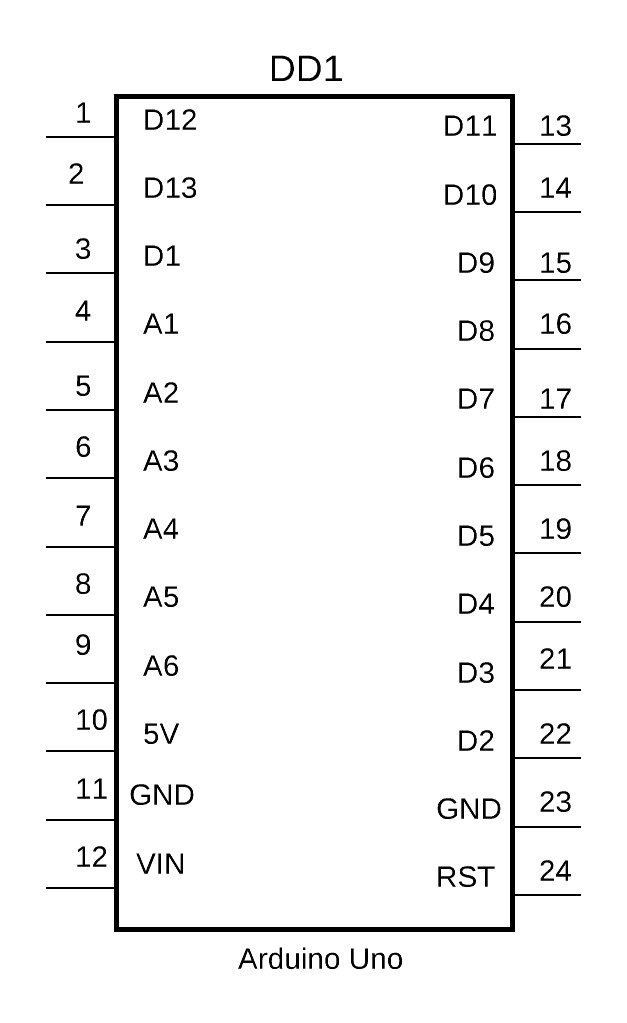 DD1
1 D12 D11 13
2 D13 D10 14
3 D1 D9 15
4 A1 D8 16
5 A2 D7 17
6 A3 D6 18
7 A4 D5 19
8 A5 D4 20
9 A6 D3 21
10 5V D2 22
11 GND GND 23
12 VIN RST 24
Arduino Uno